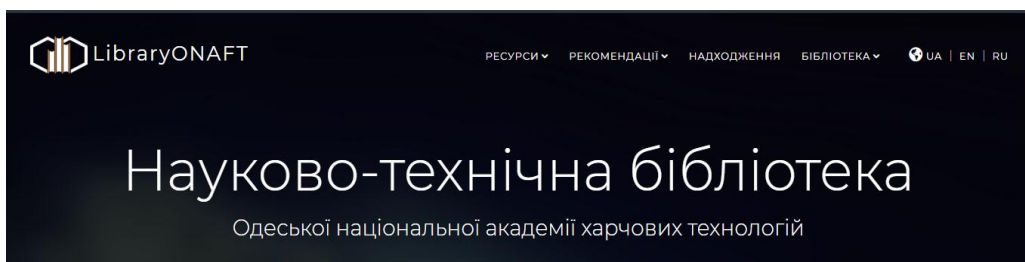 LibraryONAFT РЕСУРСИ РЕКОМЕНДАЦІЇ НАДХОДЖЕННЯ БІБЛІОТЕКА UA | EN | RU
Науково-технічна бібліотека
Одеської національної академії харчових технологій